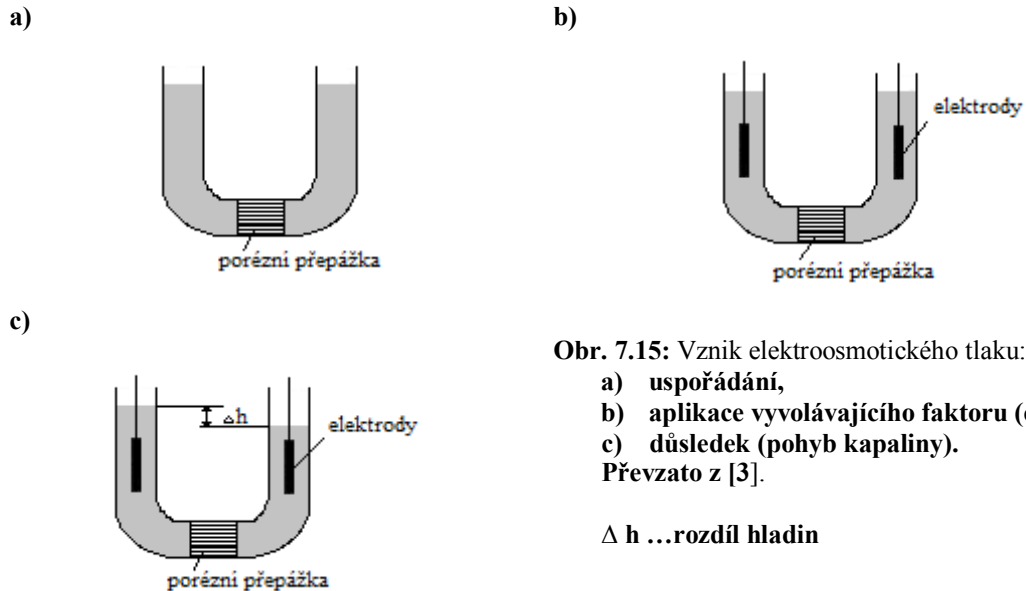 a)
porézní přepážka
b)
elektrody
porézní přepážka
c)
Δh
elektrody
porézní přepážka
Obr. 7.15: Vznik elektroosmotického tlaku:
a) uspořádání,
b) aplikace vyvolávajícího faktoru (
c) důsledek (pohyb kapaliny).
Převzato z [3].
Δ h …rozdíl hladin